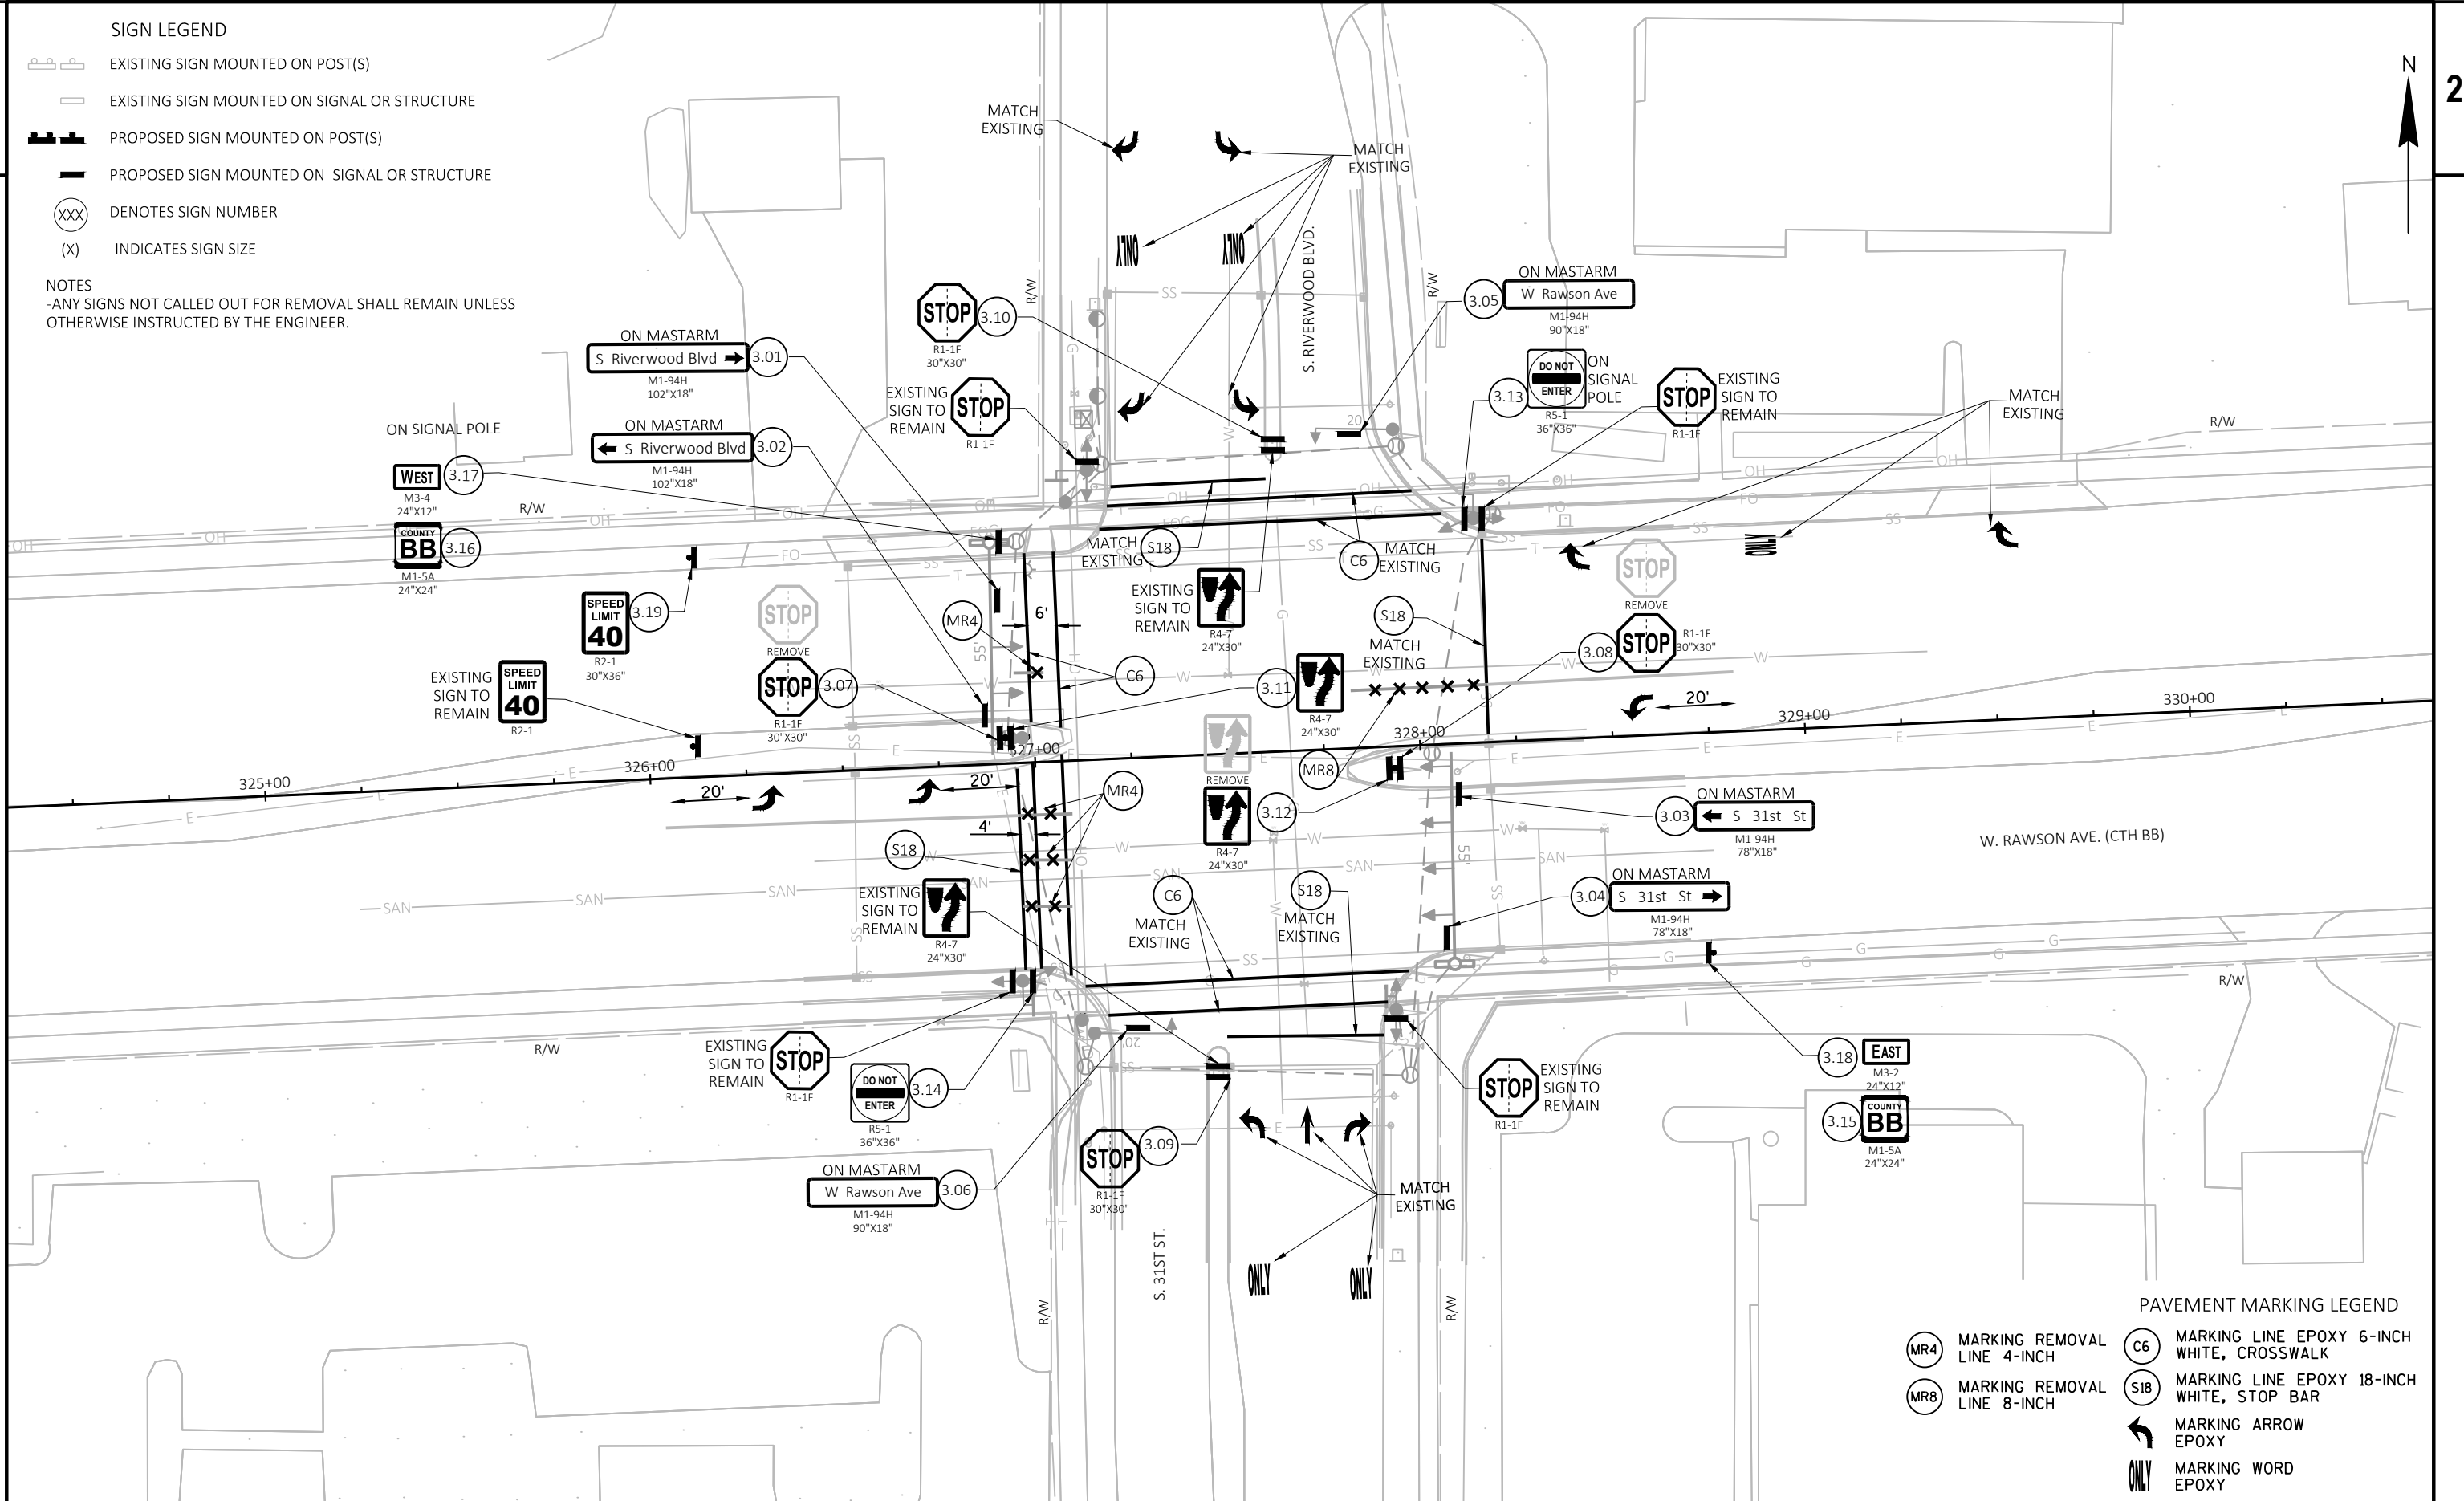 SIGN LEGEND
EXISTING SIGN MOUNTED ON POST(S)
EXISTING SIGN MOUNTED ON SIGNAL OR STRUCTURE
PROPOSED SIGN MOUNTED ON POST(S)
PROPOSED SIGN MOUNTED ON SIGNAL OR STRUCTURE
XXX DENOTES SIGN NUMBER
(X) INDICATES SIGN SIZE
NOTES
-ANY SIGNS NOT CALLED OUT FOR REMOVAL SHALL REMAIN UNLESS
OTHERWISE INSTRUCTED BY THE ENGINEER.
N
2
MATCH
EXISTING
MATCH
EXISTING
ONLY
ONLY
S. RIVERWOOD BLVD.
R/W
R/W
STOP
3.10
R1-1F
30"X30"
EXISTING
SIGN TO
REMAIN
STOP
R1-1F
ON MASTARM
S Riverwood Blvd
3.01
M1-94H
102"X18"
ON MASTARM
S Riverwood Blvd
3.02
M1-94H
102"X18"
ON SIGNAL POLE
WEST
3.17
M3-4
24"X12"
COUNTY
BB
3.16
M1-5A
24"X24"
R/W
ON MASTARM
3.05
W Rawson Ave
M1-94H
90"X18"
3.13
DO NOT
ENTER
ON
SIGNAL
POLE
R5-1
36"X36"
STOP
EXISTING
SIGN TO
REMAIN
R1-1F
MATCH
EXISTING
R/W
ONLY
SPEED
LIMIT
40
3.19
R2-1
30"X36"
EXISTING
SIGN TO
REMAIN
SPEED
LIMIT
40
R2-1
STOP
REMOVE
STOP
3.07
R1-1F
30"X30"
MATCH
EXISTING
S18
C6
MATCH
EXISTING
MR4
6'
C6
55'
EXISTING
SIGN TO
REMAIN
R4-7
24"X30"
S18
MATCH
EXISTING
3.11
R4-7
24"X30"
STOP
REMOVE
3.08
STOP
R1-1F
30"X30"
20'
REMOVE
3.12
R4-7
24"X30"
MR8
325+00
326+00
327+00
328+00
329+00
330+00
20'
20'
MR4
4'
S18
ON MASTARM
3.03
S 31st St
M1-94H
78"X18"
W. RAWSON AVE. (CTH BB)
ON MASTARM
3.04
S 31st St
M1-94H
78"X18"
55'
EXISTING
SIGN TO
REMAIN
R4-7
24"X30"
C6
MATCH
EXISTING
S18
MATCH
EXISTING
R/W
R/W
EXISTING
SIGN TO
REMAIN
STOP
R1-1F
DO NOT
ENTER
3.14
R5-1
36"X36"
20'
20'
ON MASTARM
W Rawson Ave
3.06
M1-94H
90"X18"
STOP
3.09
R1-1F
30"X30"
STOP
R1-1F
EXISTING
SIGN TO
REMAIN
3.18
EAST
M3-2
24"X12"
3.15
COUNTY
BB
M1-5A
24"X24"
MATCH
EXISTING
ONLY
ONLY
S. 31ST ST.
R/W
R/W
PAVEMENT MARKING LEGEND
MR4 MARKING REMOVAL
LINE 4-INCH
MR8 MARKING REMOVAL
LINE 8-INCH
C6 MARKING LINE EPOXY 6-INCH
WHITE, CROSSWALK
S18 MARKING LINE EPOXY 18-INCH
WHITE, STOP BAR
MARKING ARROW
EPOXY
ONLY MARKING WORD
EPOXY